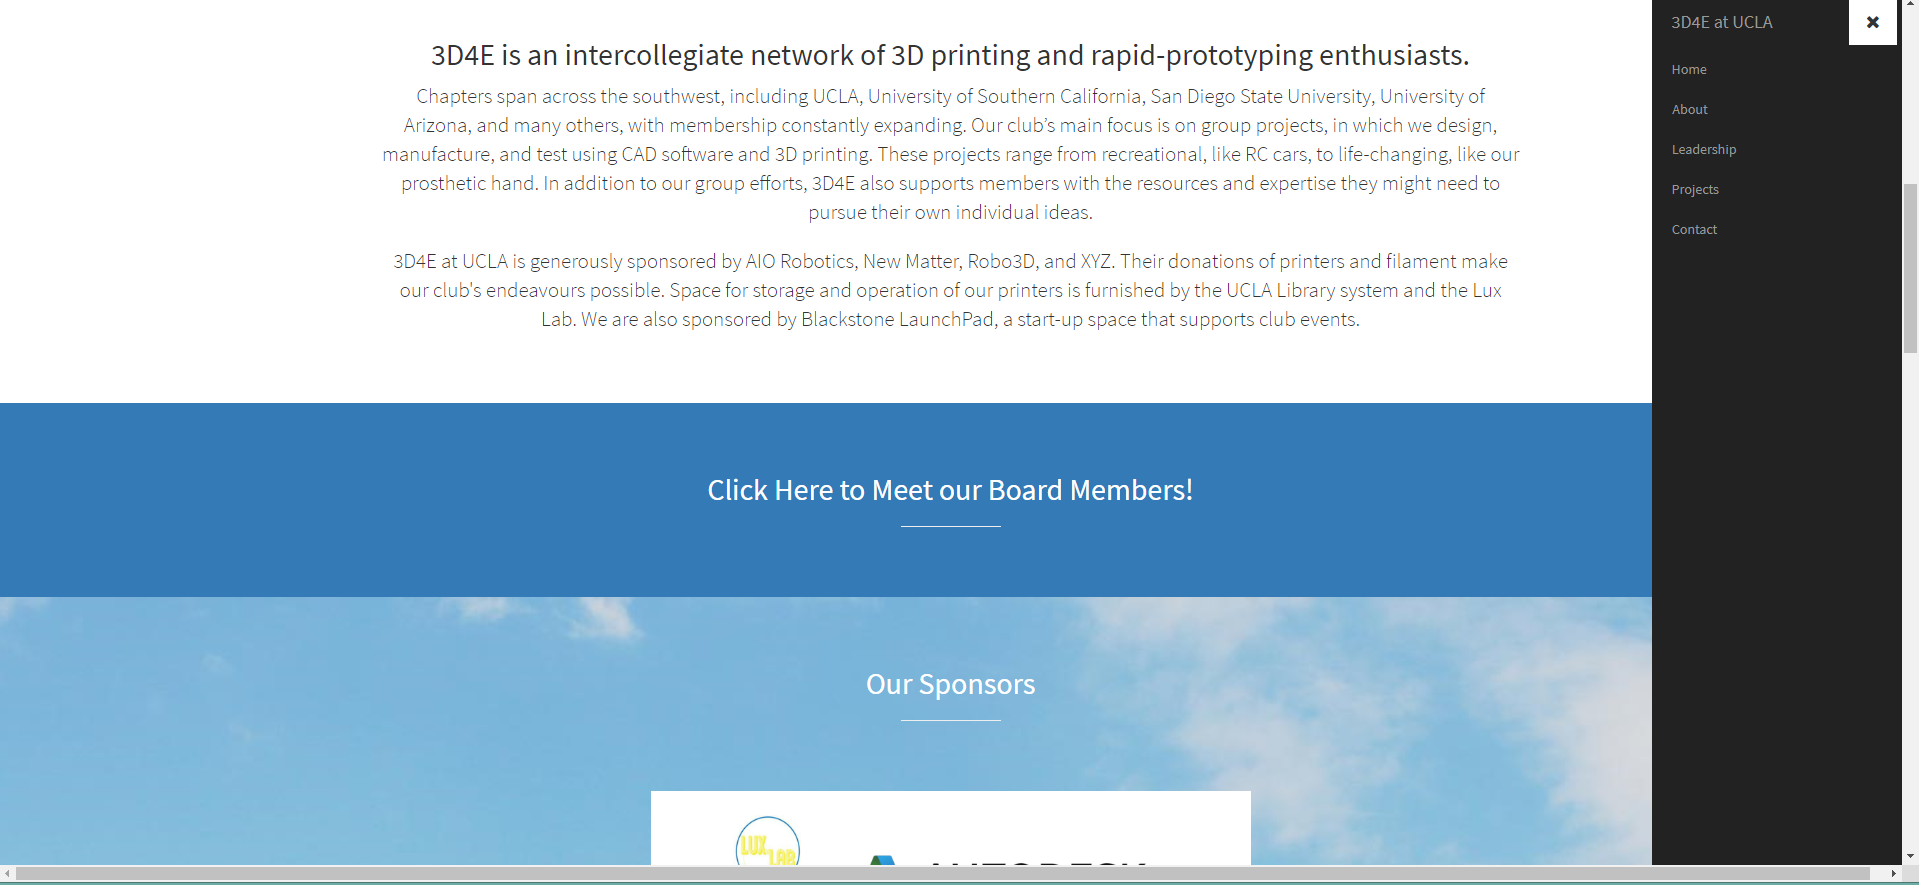 3D4E is an intercollegiate network of 3D printing and rapid-prototyping enthusiasts.
Chapters span across the southwest, including UCLA, University of Southern California, San Diego State University, University of
Arizona, and many others, with membership constantly expanding. Our club’s main focus is on group projects, in which we design,
manufacture, and test using CAD software and 3D printing. These projects range from recreational, like RC cars, to life-changing, like our
prosthetic hand. In addition to our group efforts, 3D4E also supports members with the resources and expertise they might need to
pursue their own individual ideas.
3D4E at UCLA is generously sponsored by AIO Robotics, New Matter, Robo3D, and XYZ. Their donations of printers and filament make
our club's endeavours possible. Space for storage and operation of our printers is furnished by the UCLA Library system and the Lux
Lab. We are also sponsored by Blackstone LaunchPad, a start-up space that supports club events.
Click Here to Meet our Board Members!
Our Sponsors
LUX
LAB
AUTODESK
3D4E at UCLA
Home
About
Leadership
Projects
Contact